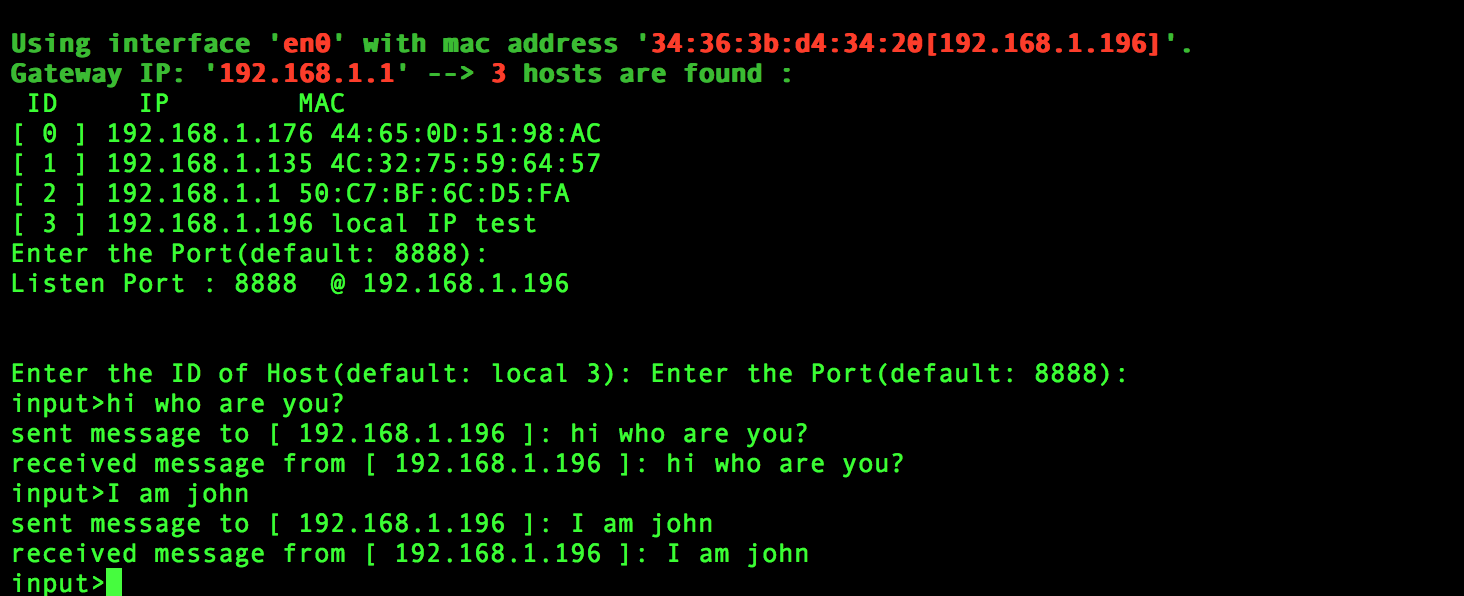 Using interface 'en0' with mac address '34:36:3b:d4:34:20[192.168.1.196]'.
Gateway IP: '192.168.1.1' --> 3 hosts are found :
ID IP MAC
[ 0 ] 192.168.1.176 44:65:0D:51:98:AC
[ 1 ] 192.168.1.135 4C:32:75:59:64:57
[ 2 ] 192.168.1.1 50:C7:BF:6C:D5:FA
[ 3 ] 192.168.1.196 local IP test
Enter the Port(default: 8888):
Listen Port : 8888  @ 192.168.1.196
Enter the ID of Host(default: local 3): Enter the Port(default: 8888):
input>hi who are you?
sent message to [ 192.168.1.196 ]: hi who are you?
received message from [ 192.168.1.196 ]: hi who are you?
input>I am john
sent message to [ 192.168.1.196 ]: I am john
received message from [ 192.168.1.196 ]: I am john
input>